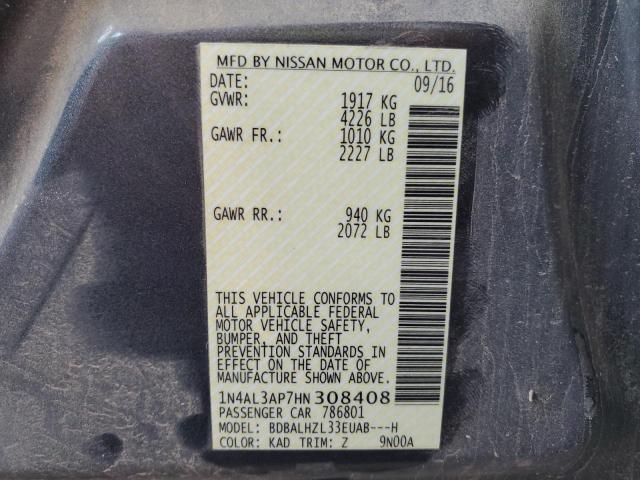 MFD BY NISSAN MOTOR CO., LTD.
DATE: 09/16
GVWR: 1917 KG
4226 LB
GAWR FR.: 1010 KG
2227 LB
GAWR RR.: 940 KG
2072 LB
THIS VEHICLE CONFORMS TO
ALL APPLICABLE FEDERAL
MOTOR VEHICLE SAFETY,
BUMPER, AND THEFT
PREVENTION STANDARDS IN
EFFECT ON THE DATE OF
MANUFACTURE SHOWN ABOVE.
1N4AL3AP7HN308408
PASSENGER CAR 786801
MODEL: BDBALHZL33EUAB---H
COLOR: KAD TRIM: Z 9N00A